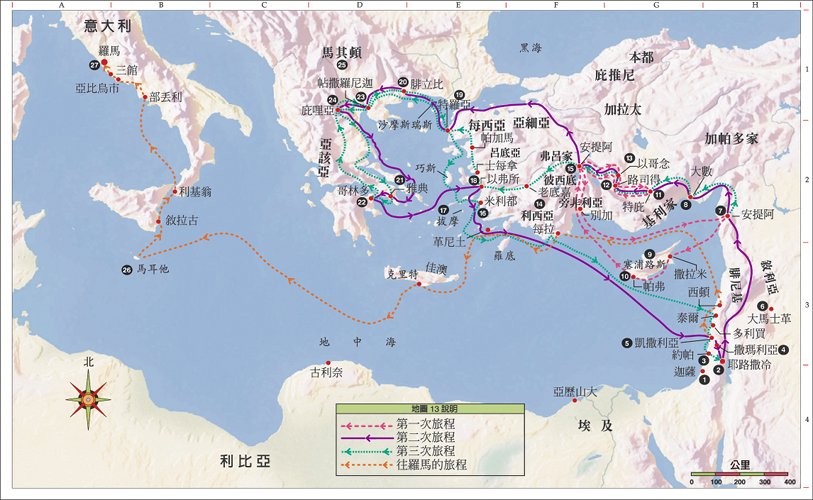 A B C D E F G H
1
2
3
4
意大利
羅馬
27
三館
亞比烏市
部丟利
利基翁
敘拉古
26
馬耳他
黑海
馬其頓
25
帖撒羅尼迦
24
23
庇哩亞
20
腓立比
19
特羅亞
沙摩斯瑞斯
亞該亞
21
雅典
哥林多
22
巧斯
每西亞
帕加馬
呂底亞
士每拿
18
以弗所
米利都
17
拔摩
16
革尼土
羅底
克里特
佳澳
亞細亞
本都
庇推尼
加拉太
加帕多家
安提阿
弗呂家
15
彼西底
老底嘉
14
旁非利亞
別加
利西亞
每拉
13
以哥念
12
路司得
特庇
11
基利家
大數
8
7
安提阿
9
塞浦路斯
撒拉米
10
帕弗
敘利亞
腓尼基
西頓
6
大馬士革
泰爾
多利買
5
凱撒利亞
撒瑪利亞
4
約帕
3
2
耶路撒冷
迦薩
1
地中海
古利奈
亞歷山大
埃及
利比亞
北
地圖 13 說明
第一次旅程
第二次旅程
第三次旅程
往羅馬的旅程
公里
0 100 200 300 400